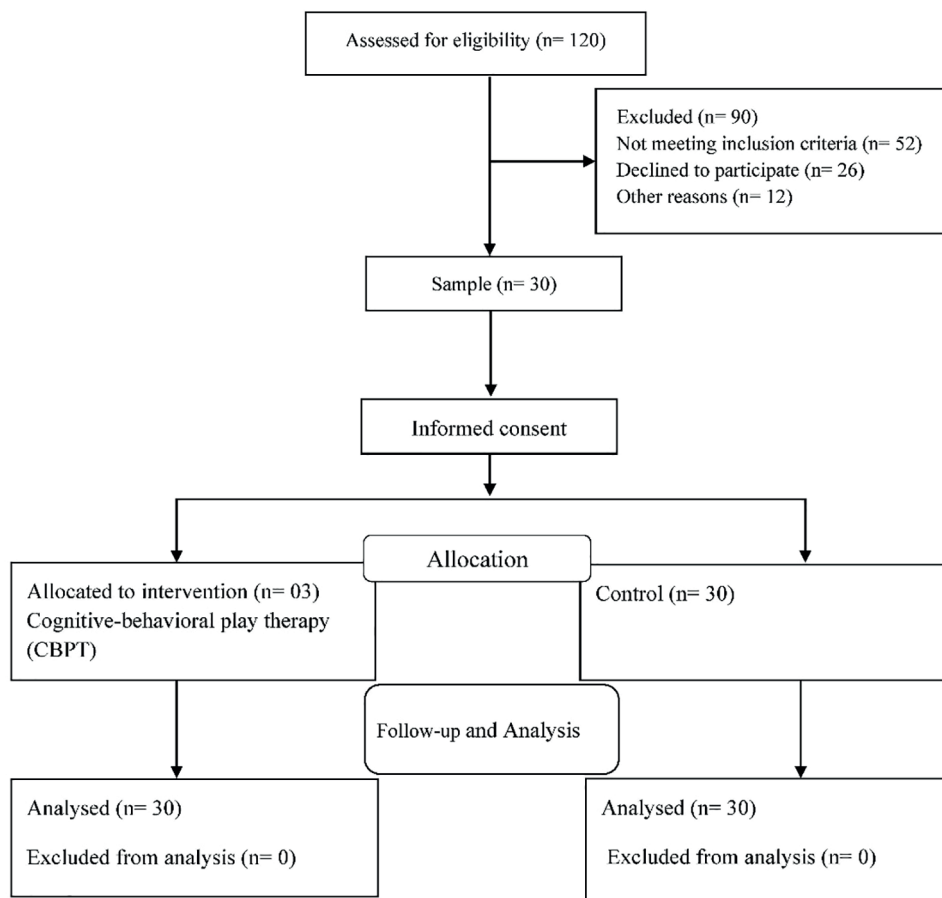 Assessed for eligibility (n= 120)
Excluded (n= 90)
Not meeting inclusion criteria (n= 52)
Declined to participate (n= 26)
Other reasons (n= 12)
Sample (n= 30)
Informed consent
Allocation
Allocated to intervention (n= 03)
Cognitive-behavioral play therapy
(CBPT)
Control (n= 30)
Follow-up and Analysis
Analysed (n= 30)
Excluded from analysis (n= 0)
Analysed (n= 30)
Excluded from analysis (n= 0)